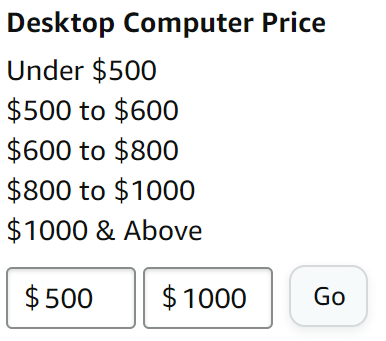 Desktop Computer Price
Under $500
$500 to $600
$600 to $800
$800 to $1000
$1000 & Above
$ 500 $ 1000 Go